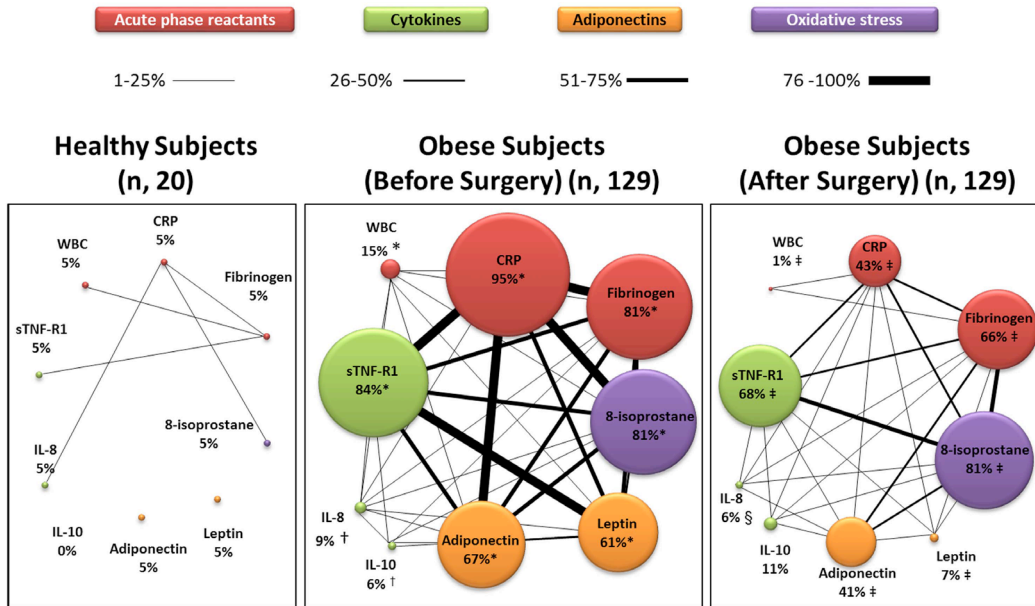 Acute phase reactants
Cytokines
Adiponectins
Oxidative stress
1-25%
26-50%
51-75%
76 -100%
Healthy Subjects
(n, 20)
CRP
5%
WBC
5%
Fibrinogen
5%
sTNF-R1
5%
8-isoprostane
5%
IL-8
5%
IL-10
0%
Adiponectin
5%
Leptin
5%
Obese Subjects
(Before Surgery) (n, 129)
WBC
15% *
CRP
95%*
Fibrinogen
81%*
sTNF-R1
84%*
8-isoprostane
81%*
IL-8
9% †
IL-10
6% †
Adiponectin
67%*
Leptin
61%*
Obese Subjects
(After Surgery) (n, 129)
WBC
1% ‡
CRP
43% ‡
Fibrinogen
66% ‡
sTNF-R1
68% ‡
8-isoprostane
81% ‡
IL-8
6% §
IL-10
11%
Adiponectin
41% ‡
Leptin
7% ‡